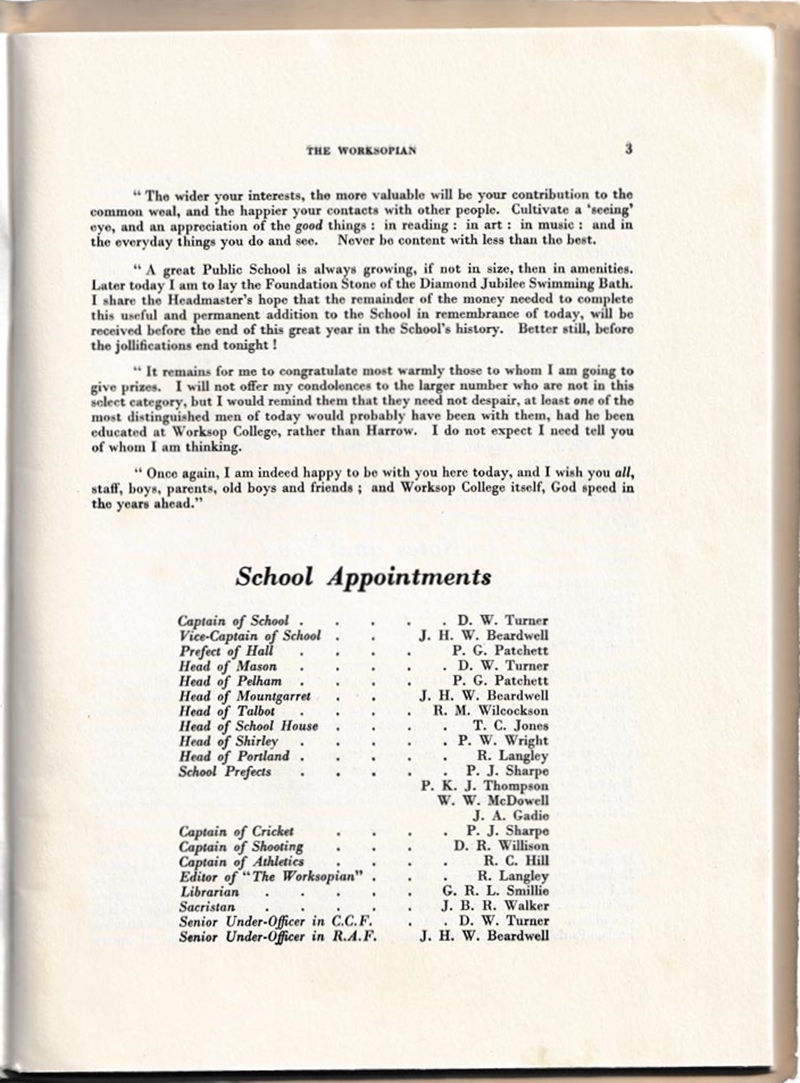 THE WORKSOPIAN 3
“ The wider your interests, the more valuable will be your contribution to the
common weal, and the happier your contacts with other people. Cultivate a ‘seeing’
eye, and an appreciation of the good things : in reading : in art : in music : and in
the everyday things you do and see. Never be content with less than the best.
“ A great Public School is always growing, if not in size, then in amenities.
Later today I am to lay the Foundation Stone of the Diamond Jubilee Swimming Bath.
I share the Headmaster’s hope that the remainder of the money needed to complete
this useful and permanent addition to the School in remembrance of today, will be
received before the end of this great year in the School’s history. Better still, before
the jollifications end tonight !
“ It remains for me to congratulate most warmly those to whom I am going to
give prizes. I will not offer my condolences to the larger number who are not in this
select category, but I would remind them that they need not despair, at least one of the
most distinguished men of today would probably have been with them, had he been
educated at Worksop College, rather than Harrow. I do not expect I need tell you
of whom I am thinking.
“ Once again, I am indeed happy to be with you here today, and I wish you all,
staff, boys, parents, old boys and friends ; and Worksop College itself, God speed in
the years ahead.”
School Appointments
Captain of School . . . . . D. W. Turner
Vice-Captain of School . . J. H. W. Beardwell
Prefect of Hall . . . . P. G. Patchett
Head of Mason . . . . . D. W. Turner
Head of Pelham . . . . P. G. Patchett
Head of Mountgarret . . J. H. W. Beardwell
Head of Talbot . . . . R. M. Wilcockson
Head of School House . . . . T. C. Jones
Head of Shirley . . . . . P. W. Wright
Head of Portland . . . . . R. Langley
School Prefects . . . . . P. J. Sharpe
P. K. J. Thompson
W. W. McDowell
J. A. Gadie
Captain of Cricket . . . . P. J. Sharpe
Captain of Shooting . . . D. R. Willison
Captain of Athletics . . . . R. C. Hill
Editor of “The Worksopian” . . . R. Langley
Librarian . . . . . G. R. L. Smillie
Sacristan . . . . . J. B. R. Walker
Senior Under-Officer in C.C.F. . . D. W. Turner
Senior Under-Officer in R.A.F. J. H. W. Beardwell